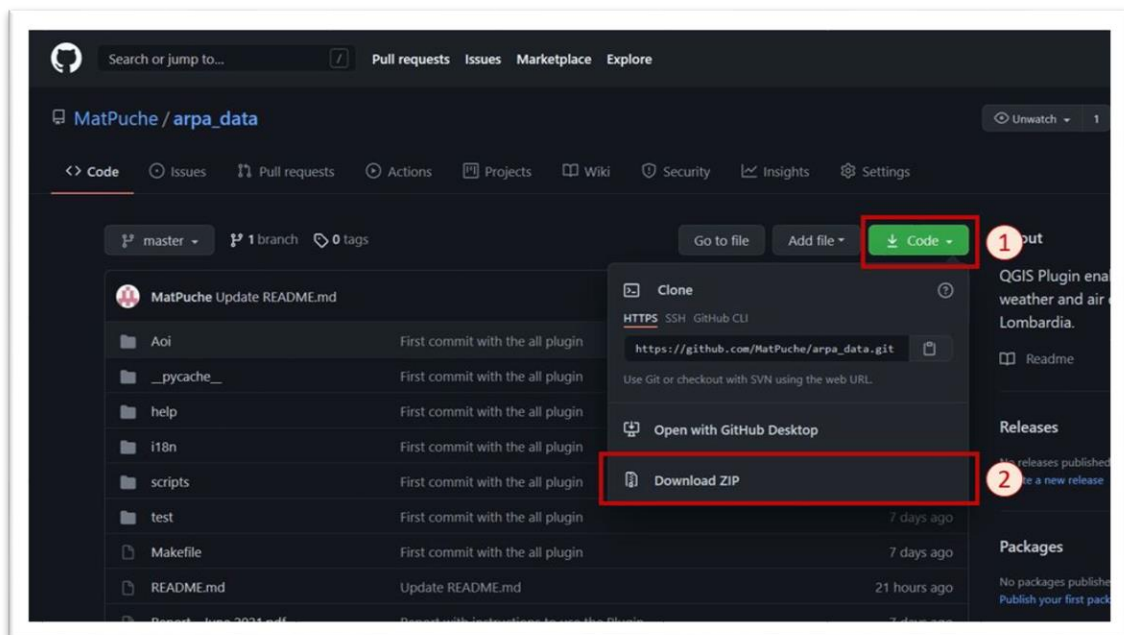 Search or jump to... /
Pull requests Issues Marketplace Explore
MatPuche / arpa_data
Unwatch 1
<> Code Issues Pull requests Actions Projects Wiki Security Insights Settings
master 1 branch 0 tags Go to file Add file Code
1
MatPuche Update README.md
Aoi First commit with the all plugin
__pycache__ First commit with the all plugin
help First commit with the all plugin
i18n First commit with the all plugin
scripts First commit with the all plugin
test First commit with the all plugin 7 days ago
Makefile First commit with the all plugin 7 days ago
README.md Update README.md 21 hours ago
Clone ?
HTTPS SSH GitHub CLI
https://github.com/MatPuche/arpa_data.git
Use Git or checkout with SVN using the web URL.
Open with GitHub Desktop
Download ZIP
2
QGIS Plugin
weather and air
Lombardia.
Readme
Releases
releases published
a new release
Packages
No packages
Publish your first